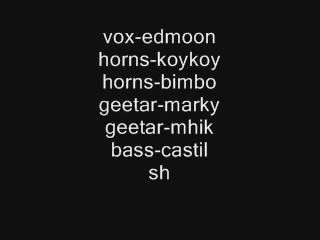 vox-edmoon
horns-koykoy
horns-bimbo
geetar-marky
geetar-mhik
bass-castil
sh